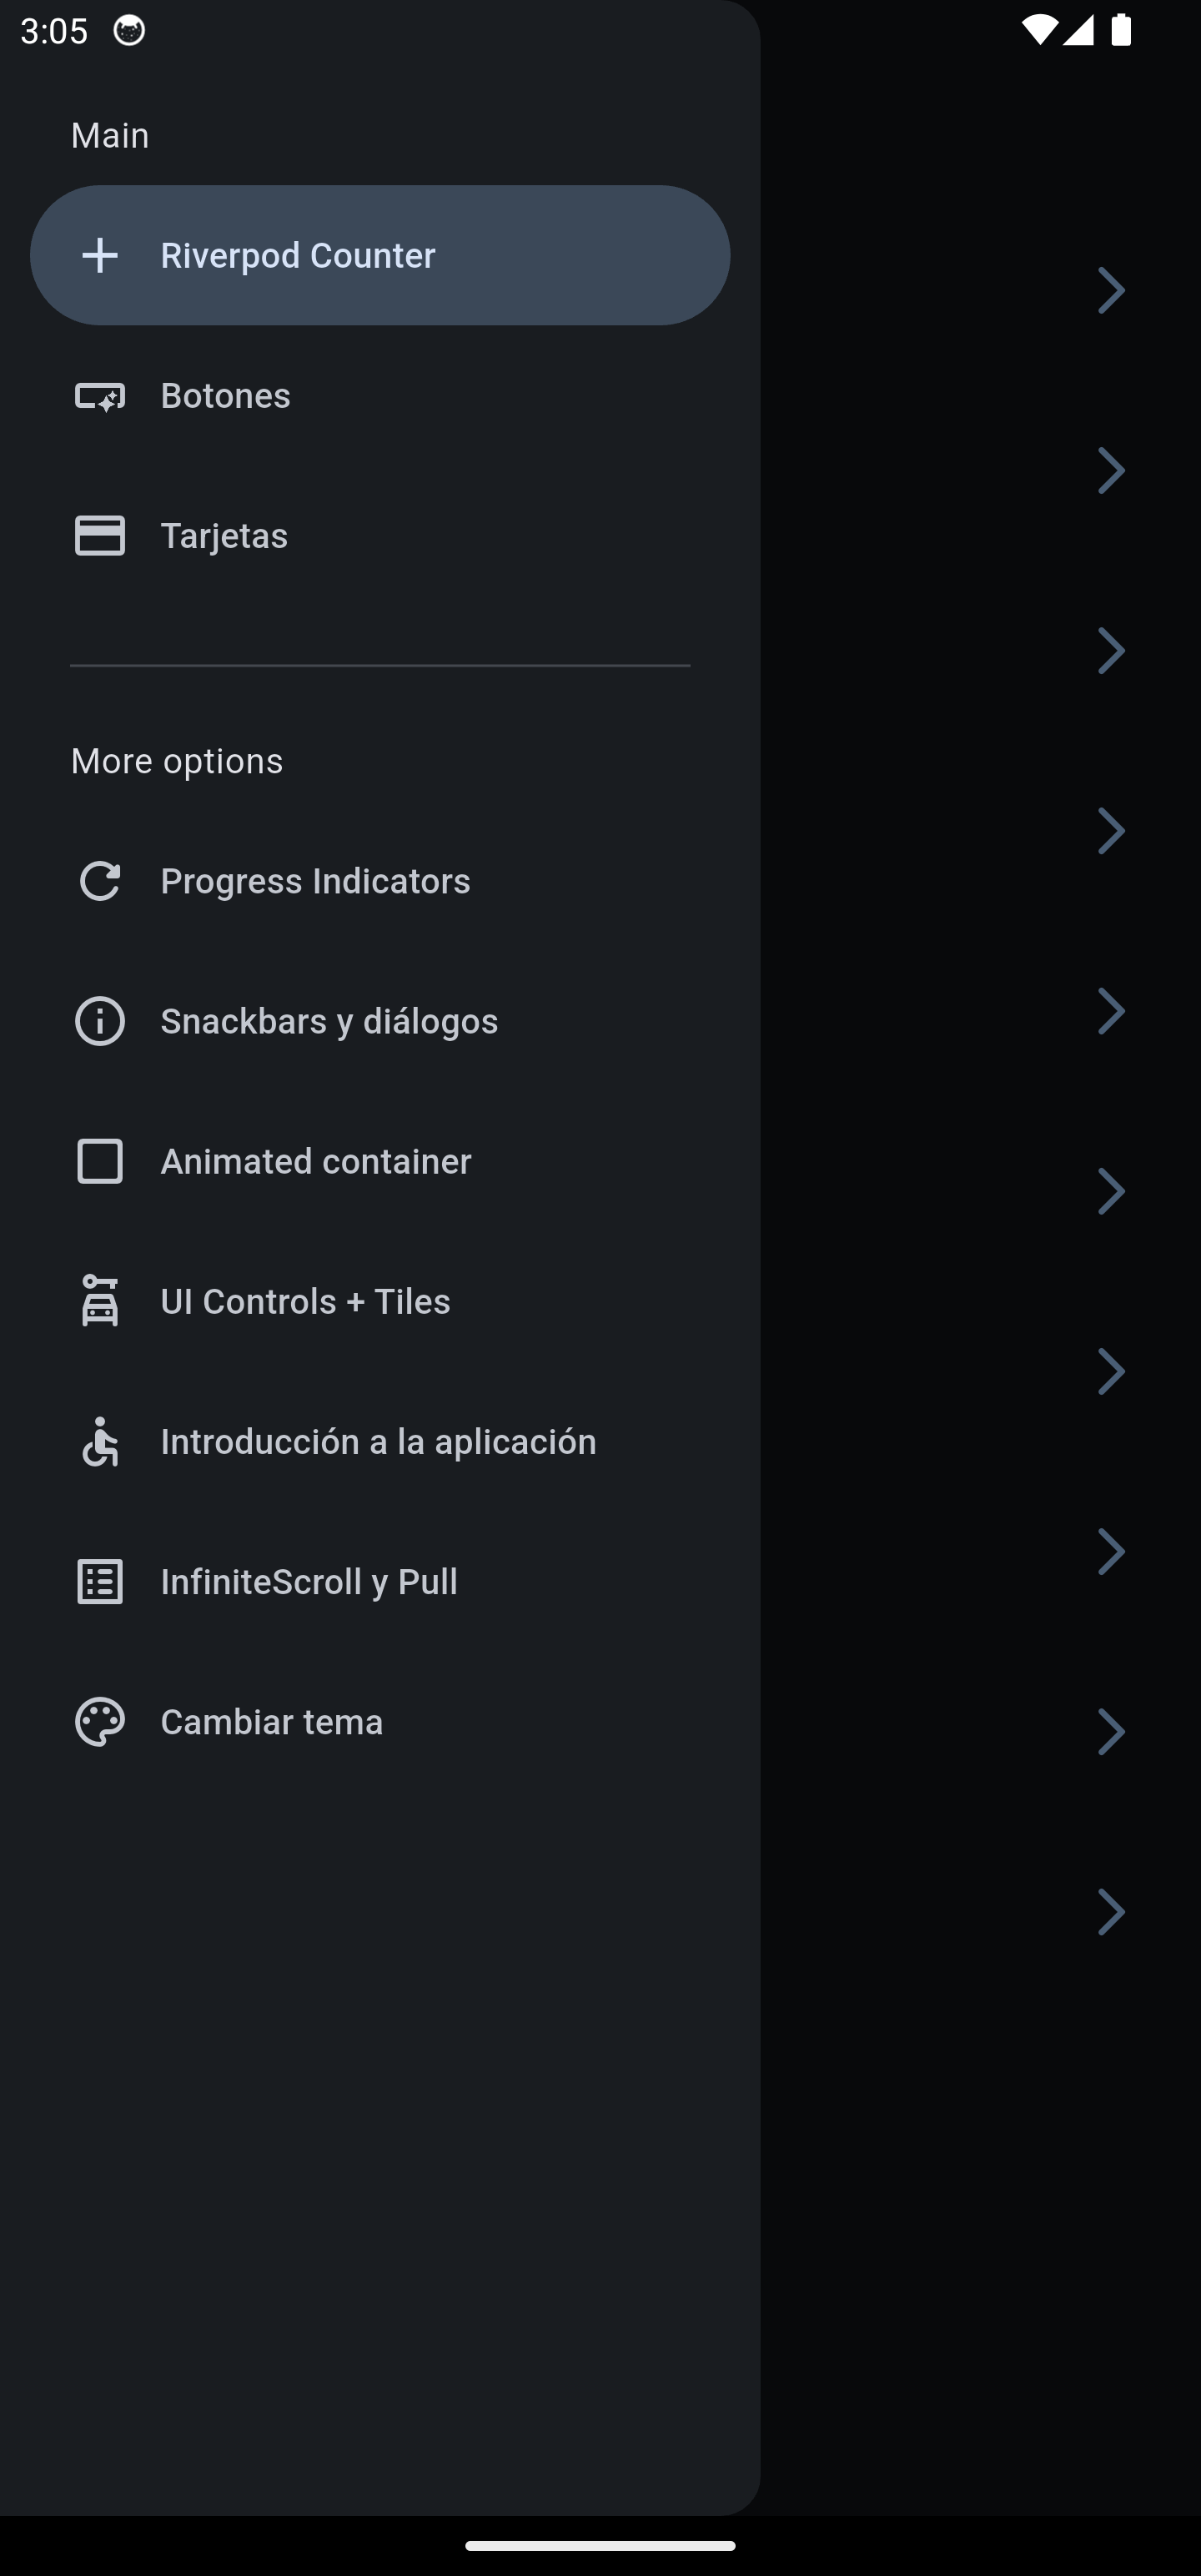 3:05
Main
Riverpod Counter
Botones
Tarjetas
More options
Progress Indicators
Snackbars y diálogos
Animated container
UI Controls + Tiles
Introducción a la aplicación
InfiniteScroll y Pull
Cambiar tema